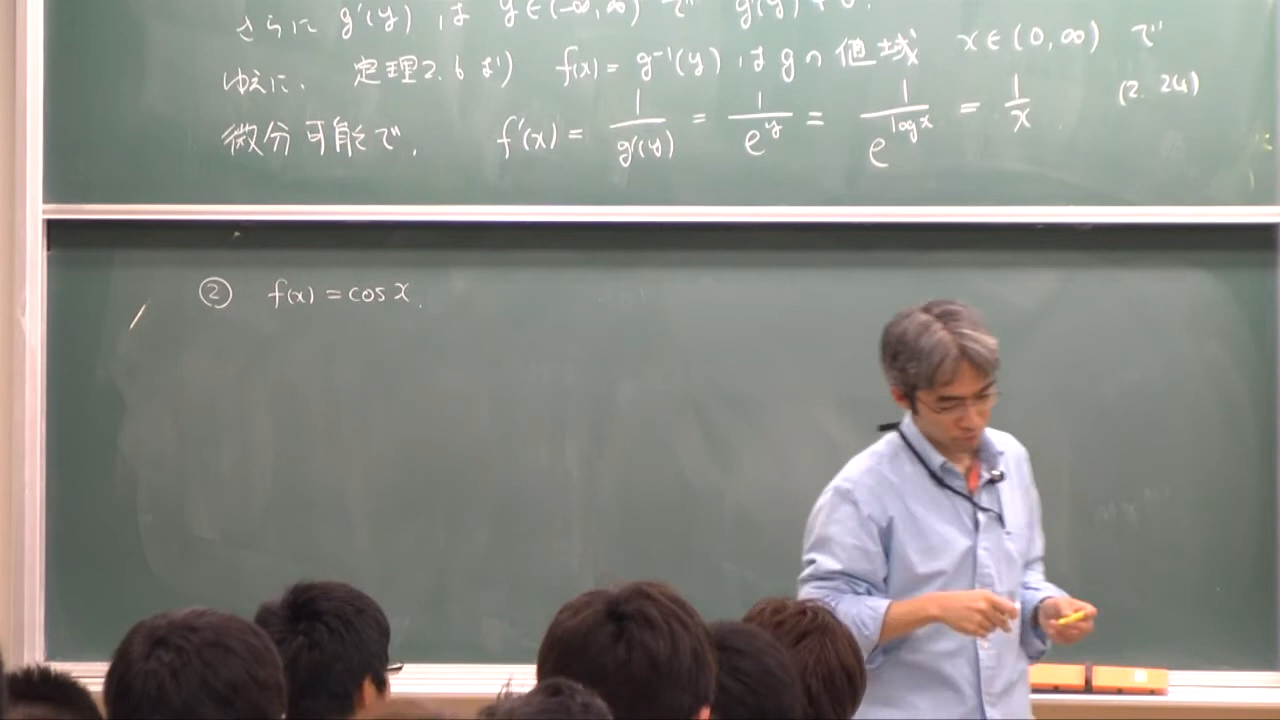 さらに g'(y) は y∈(-∞,∞) で g'(y) ≠ 0.
ゆえに、定理2.6より f(x) = g⁻¹(y) は gの値域 x∈(0,∞) で
微分可能で、 f'(x) = 1/g'(y) = 1/e^y = 1/e^{log x} = 1/x (2.24)
② f(x) = cos x.